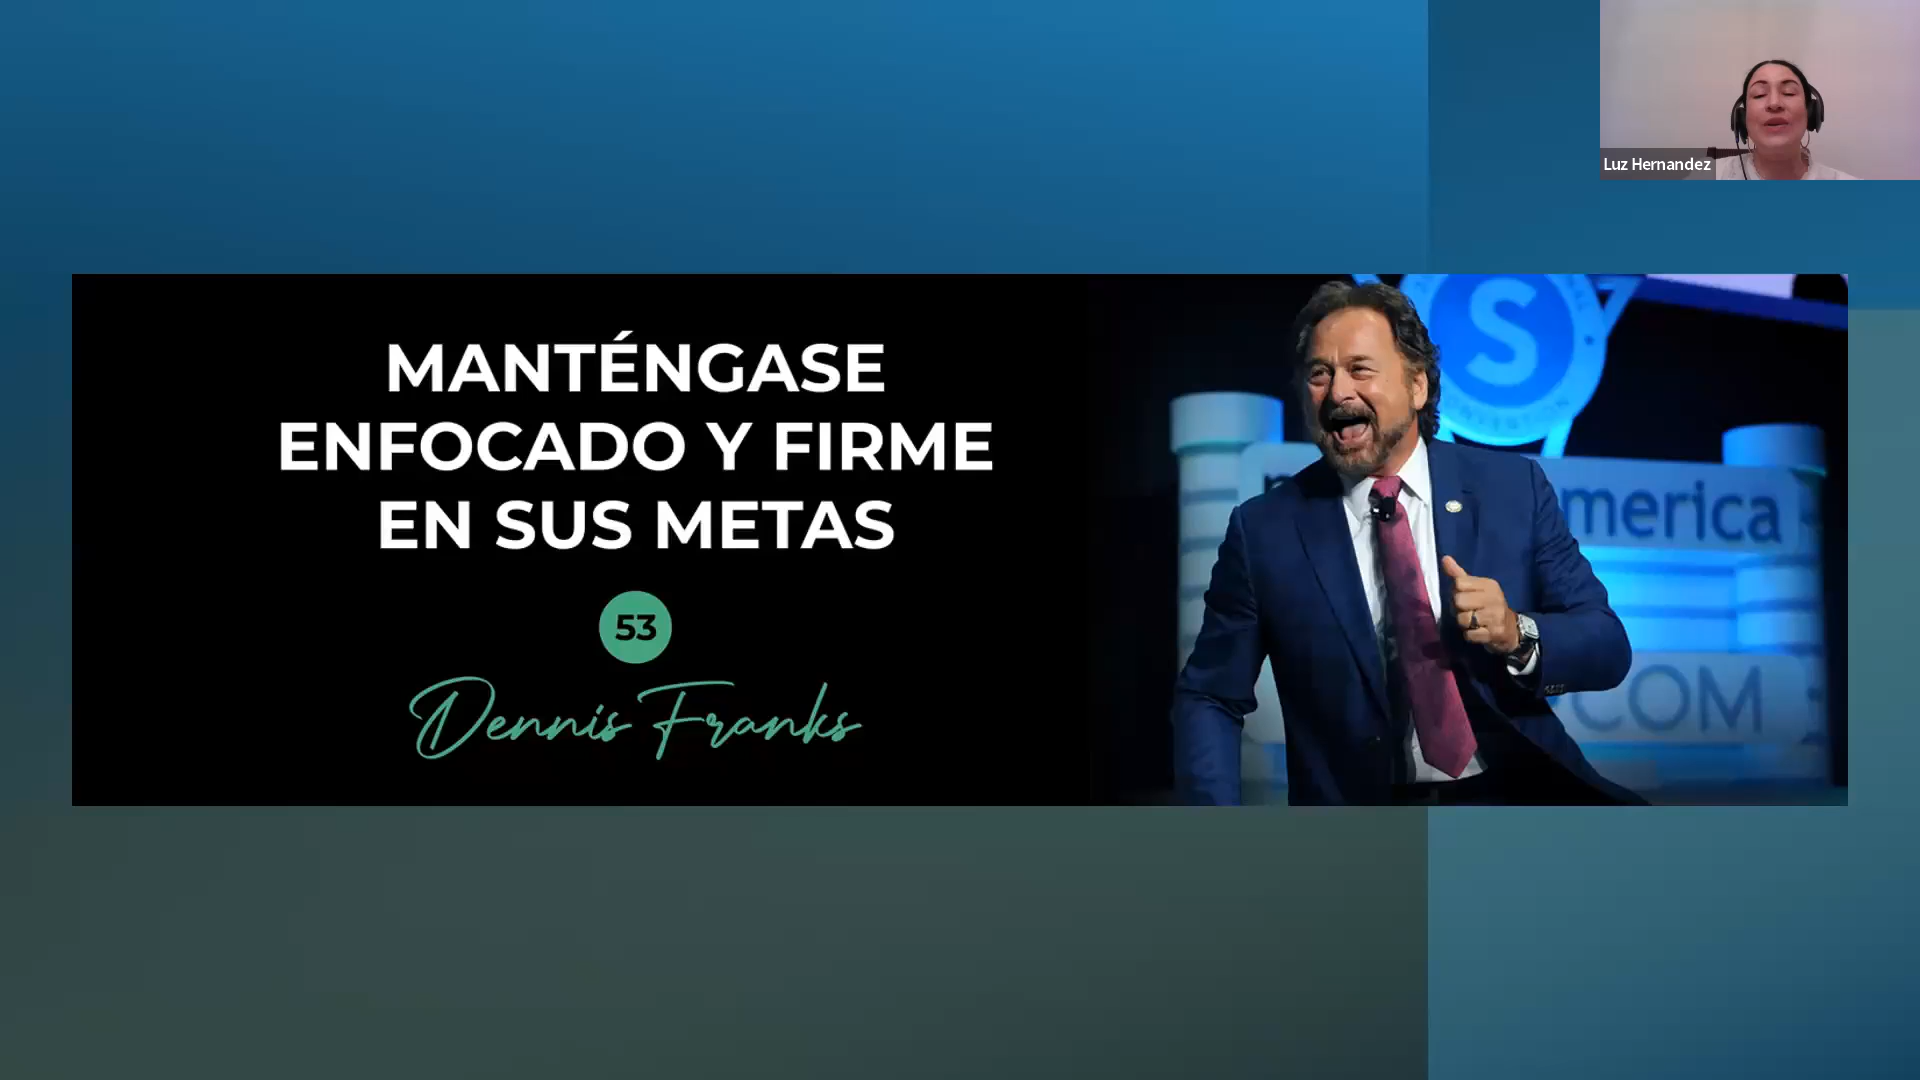 Luz Hernandez
MANTÉNGASE
ENFOCADO Y FIRME
EN SUS METAS
53
Dennis Franks
S
merica
COM